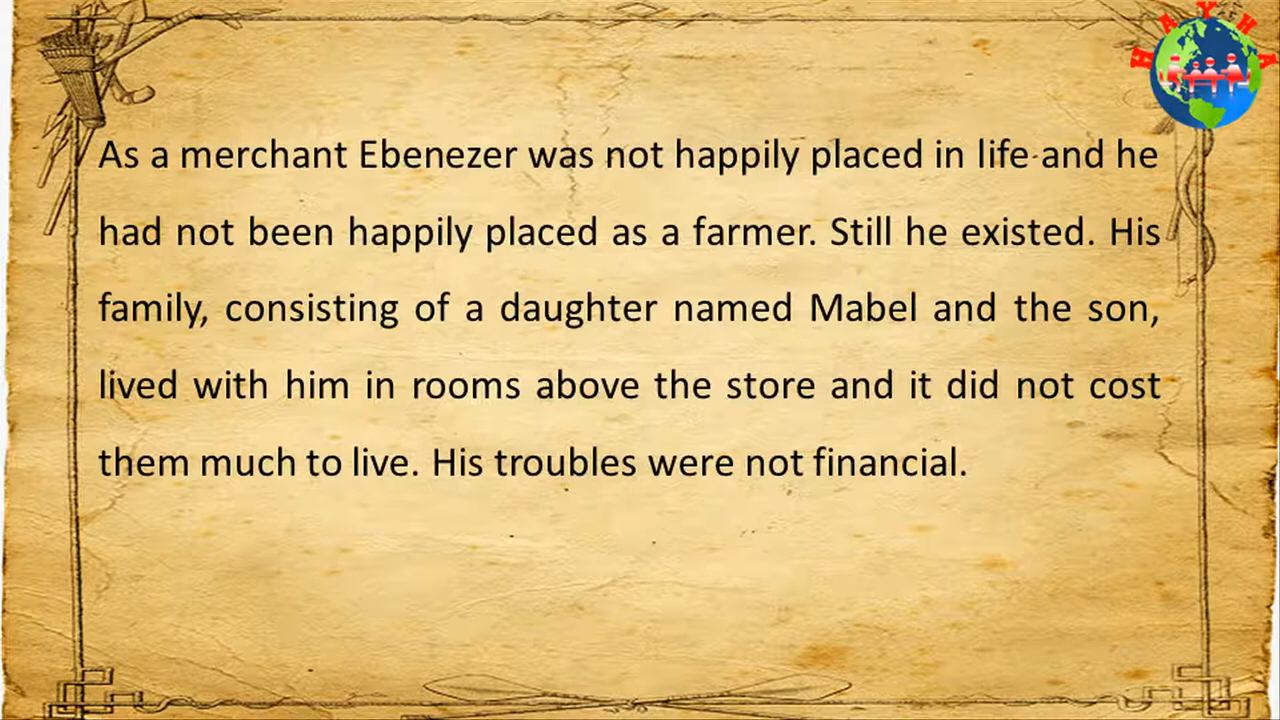 HAYHA
As a merchant Ebenezer was not happily placed in life and he
had not been happily placed as a farmer. Still he existed. His
family, consisting of a daughter named Mabel and the son,
lived with him in rooms above the store and it did not cost
them much to live. His troubles were not financial.